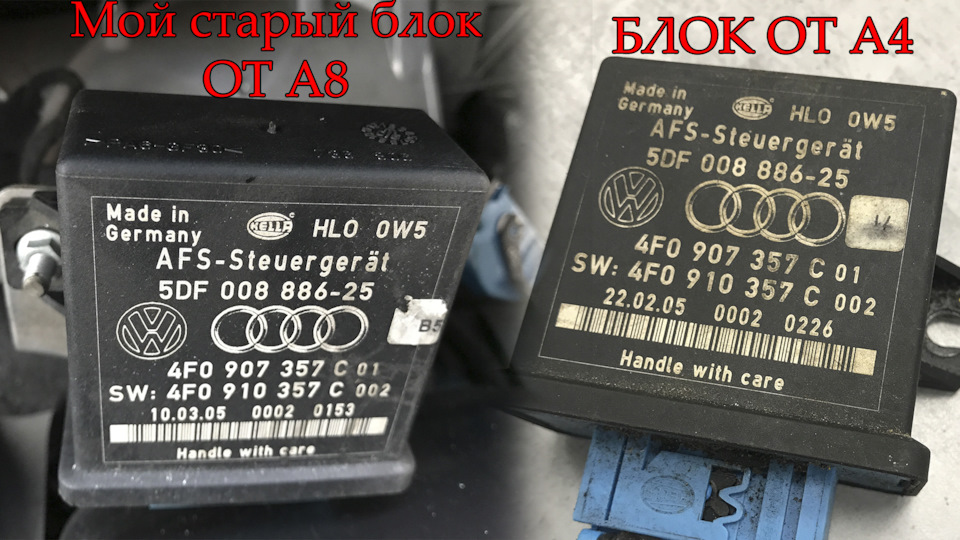 Мой старый блок
ОТ А8
Made in
Germany
HELLA
HLO 0W5
AFS-Steuergerät
5DF 008 886-25
B5
4F0 907 357 C 01
SW: 4F0 910 357 C 002
10.03.05 0002 0153
Handle with care
БЛОК ОТ А4
Made in
Germany
HELLA
HLO 0W5
AFS-Steuergerät
5DF 008 886-25
4F0 907 357 C 01
SW: 4F0 910 357 C 002
22.02.05 0002 0226
Handle with care